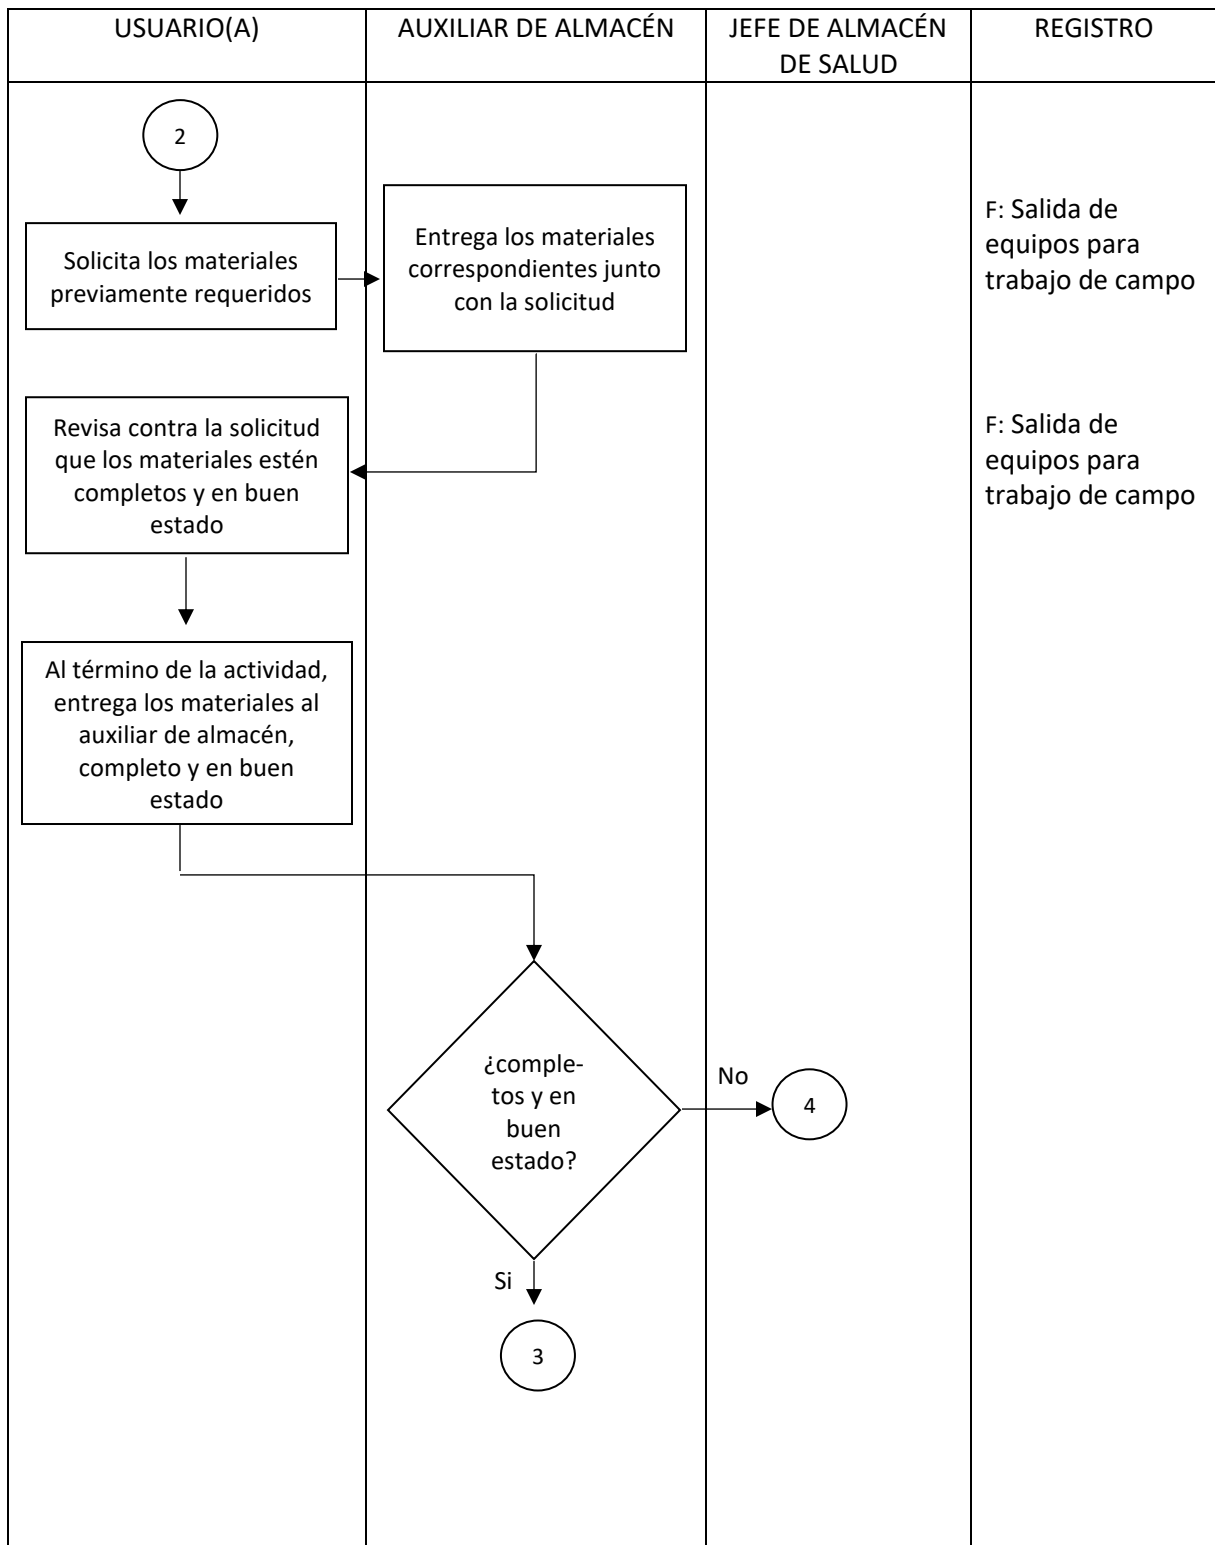 USUARIO(A)
AUXILIAR DE ALMACÉN
JEFE DE ALMACÉN
DE SALUD
REGISTRO
2
Solicita los materiales
previamente requeridos
Entrega los materiales
correspondientes junto
con la solicitud
F: Salida de
equipos para
trabajo de campo
Revisa contra la solicitud
que los materiales estén
completos y en buen
estado
F: Salida de
equipos para
trabajo de campo
Al término de la actividad,
entrega los materiales al
auxiliar de almacén,
completo y en buen
estado
¿comple-
tos y en
buen
estado?
No
4
Si
3